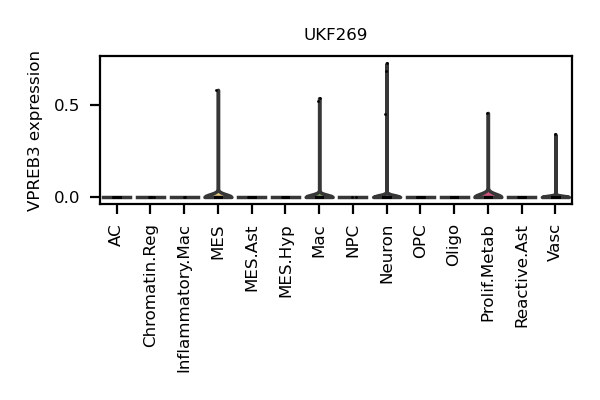 UKF269
VPREB3 expression
0.5
0.0
AC
Chromatin.Reg
Inflammatory.Mac
MES
MES.Ast
MES.Hyp
Mac
NPC
Neuron
OPC
Oligo
Prolif.Metab
Reactive.Ast
Vasc